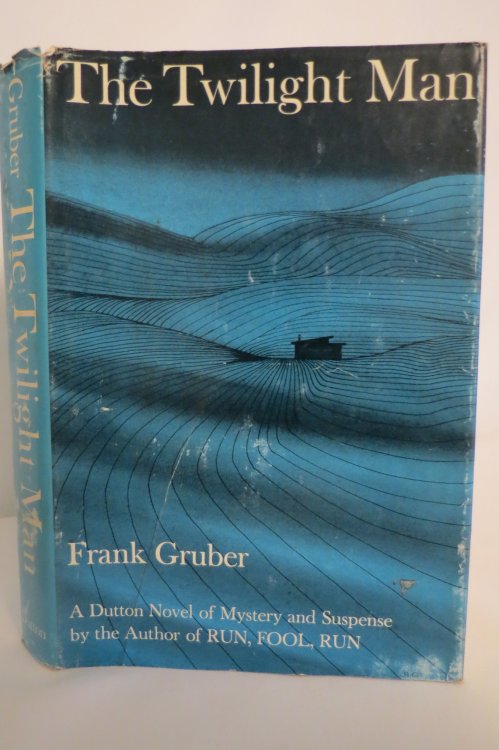 The Twilight Man
Frank Gruber
A Dutton Novel of Mystery and Suspense
by the Author of RUN, FOOL, RUN
Gruber The Twilight Man